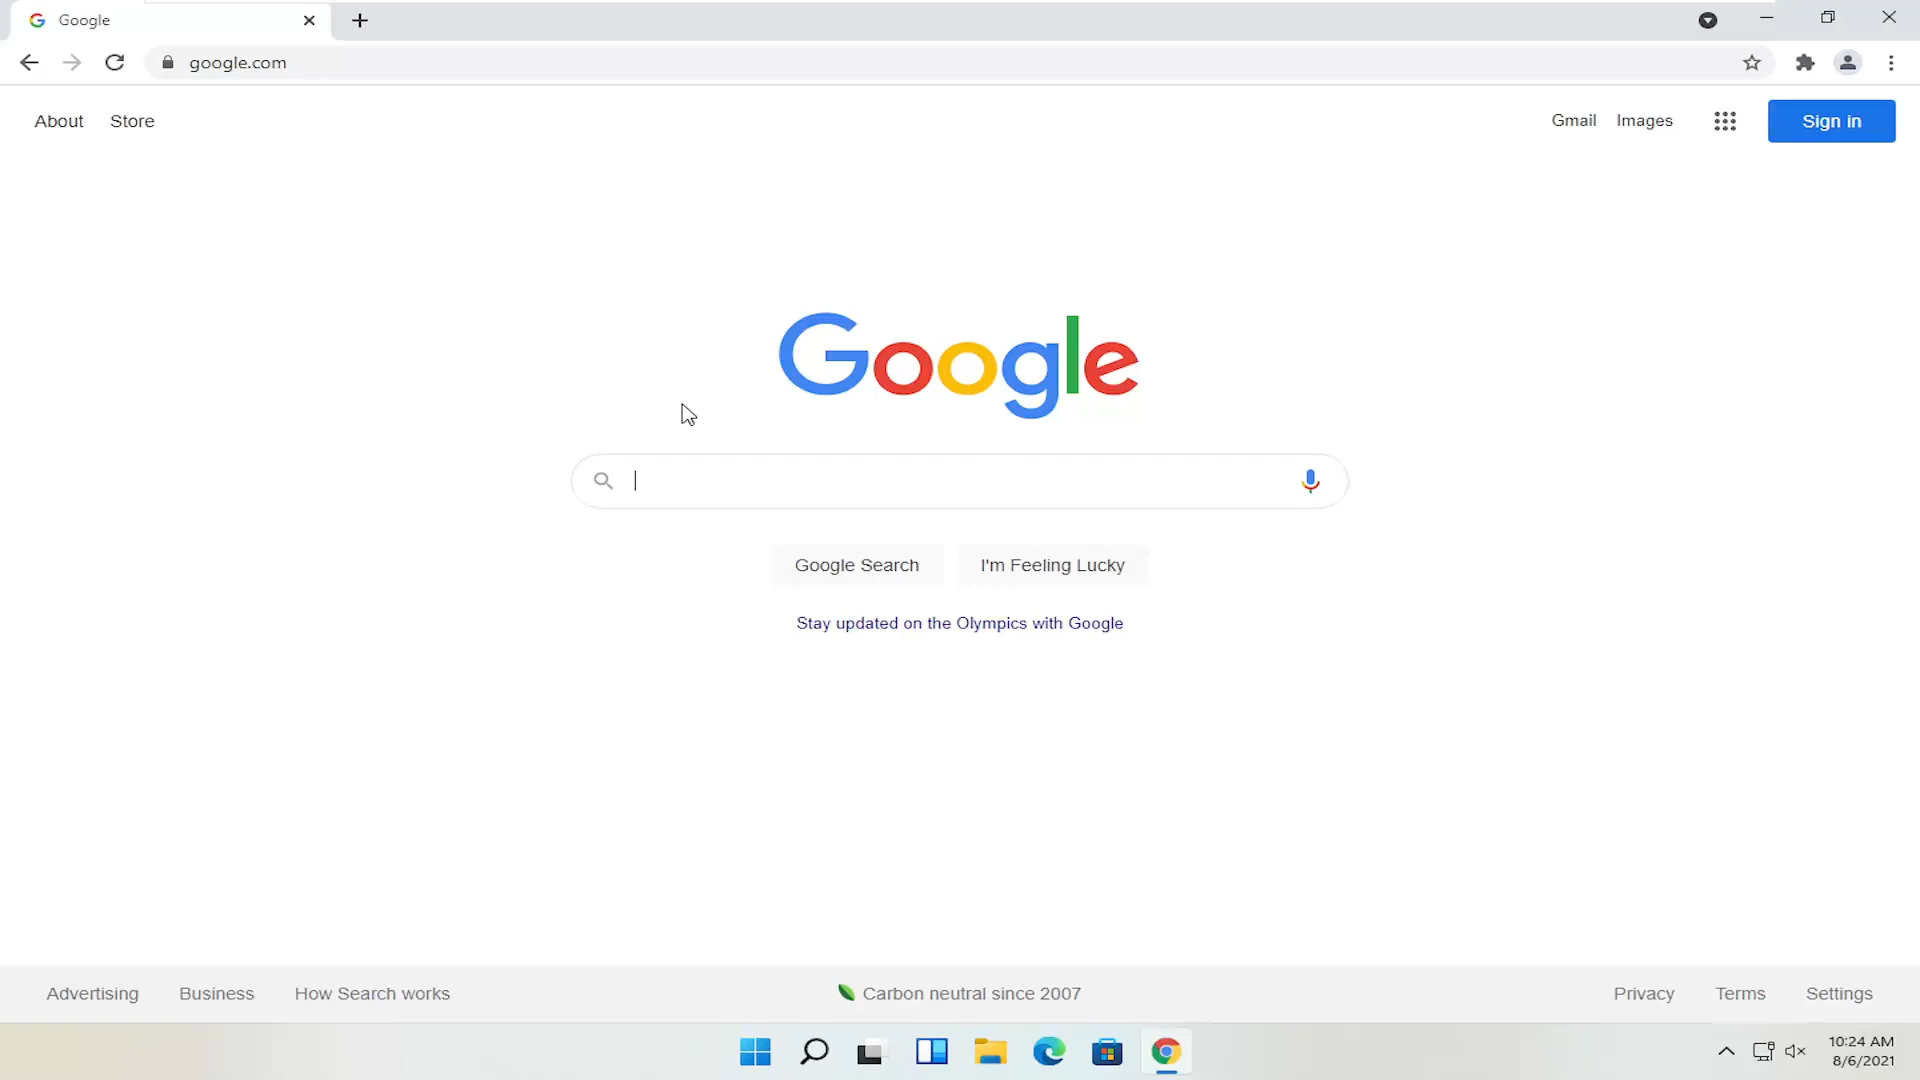 Google
google.com
About Store Gmail Images Sign in
Google
Google Search I'm Feeling Lucky
Stay updated on the Olympics with Google
Advertising Business How Search works Carbon neutral since 2007 Privacy Terms Settings
10:24 AM
8/6/2021